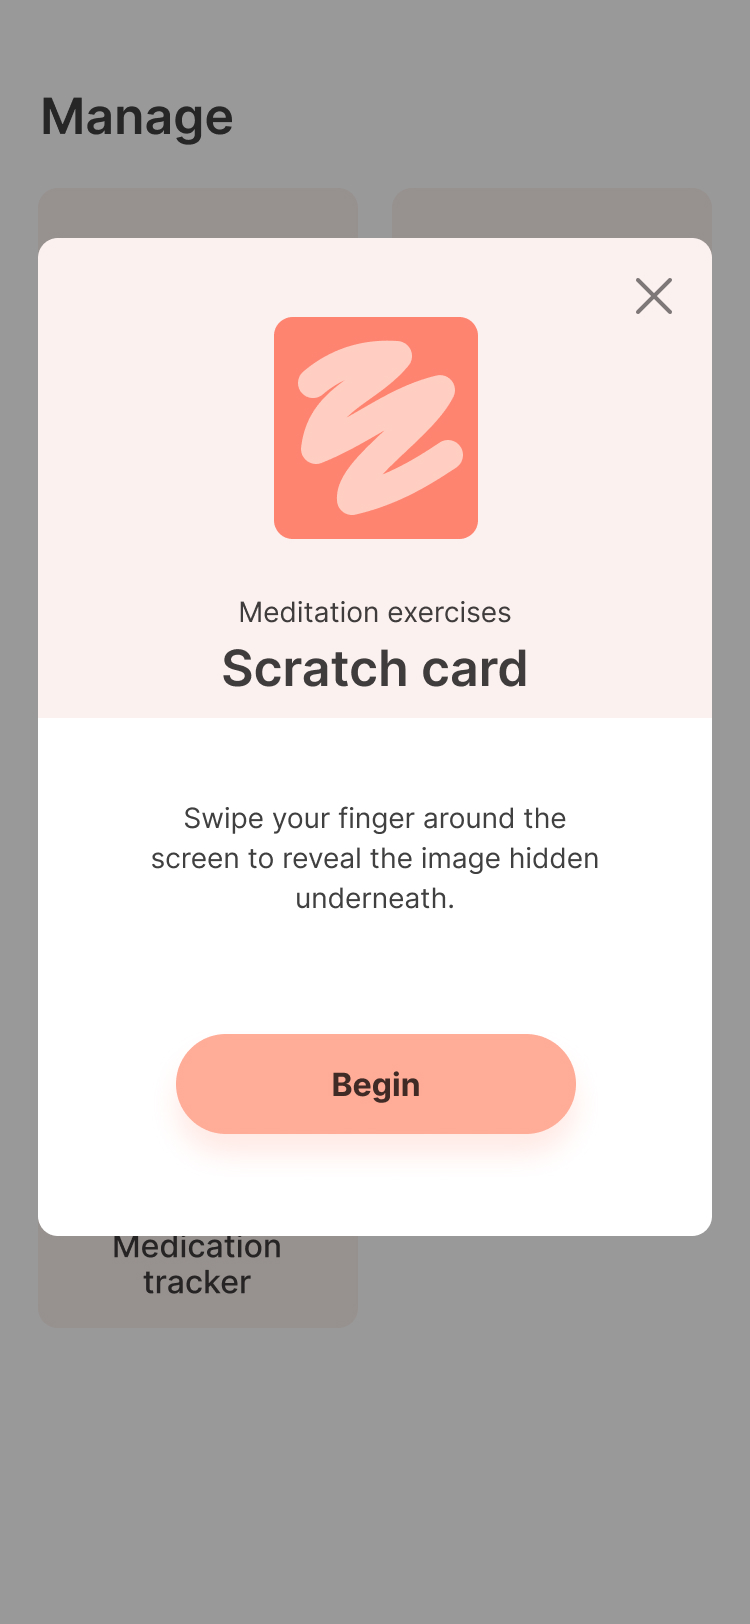 Manage
Meditation exercises
Scratch card
Swipe your finger around the
screen to reveal the image hidden
underneath.
Begin
Medication
tracker